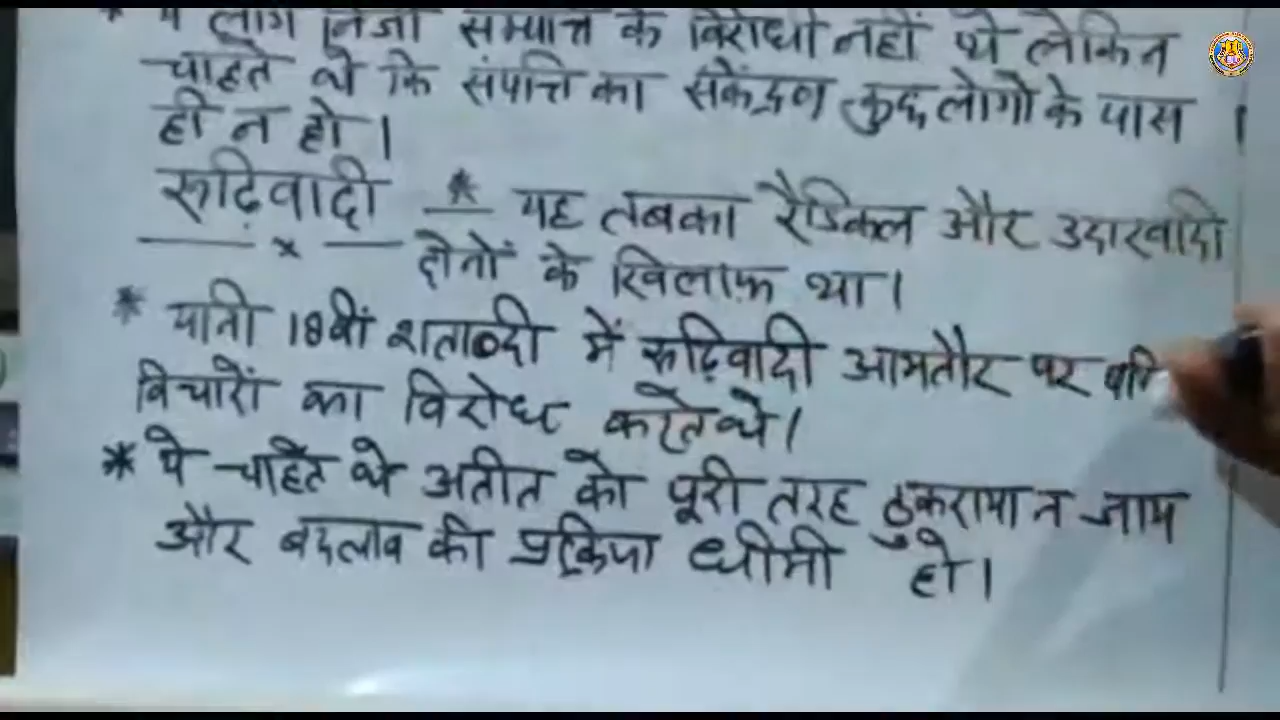 * ये लोग निजी सम्पत्ति के विरोधी नहीं थे लेकिन
चाहते थे कि संपत्ति का संकेंद्रण कुछ लोगों के पास
ही न हो।
रूढ़िवादी * यह तबका रैडिकल और उदारवादी
दोनों के खिलाफ़ था।
* यानी 18वीं शताब्दी में रूढ़िवादी आमतौर पर
विचारों का विरोध करते थे।
* ये चाहते थे अतीत को पूरी तरह ठुकराया न जाय
और बदलाव की प्रक्रिया धीमी हो।